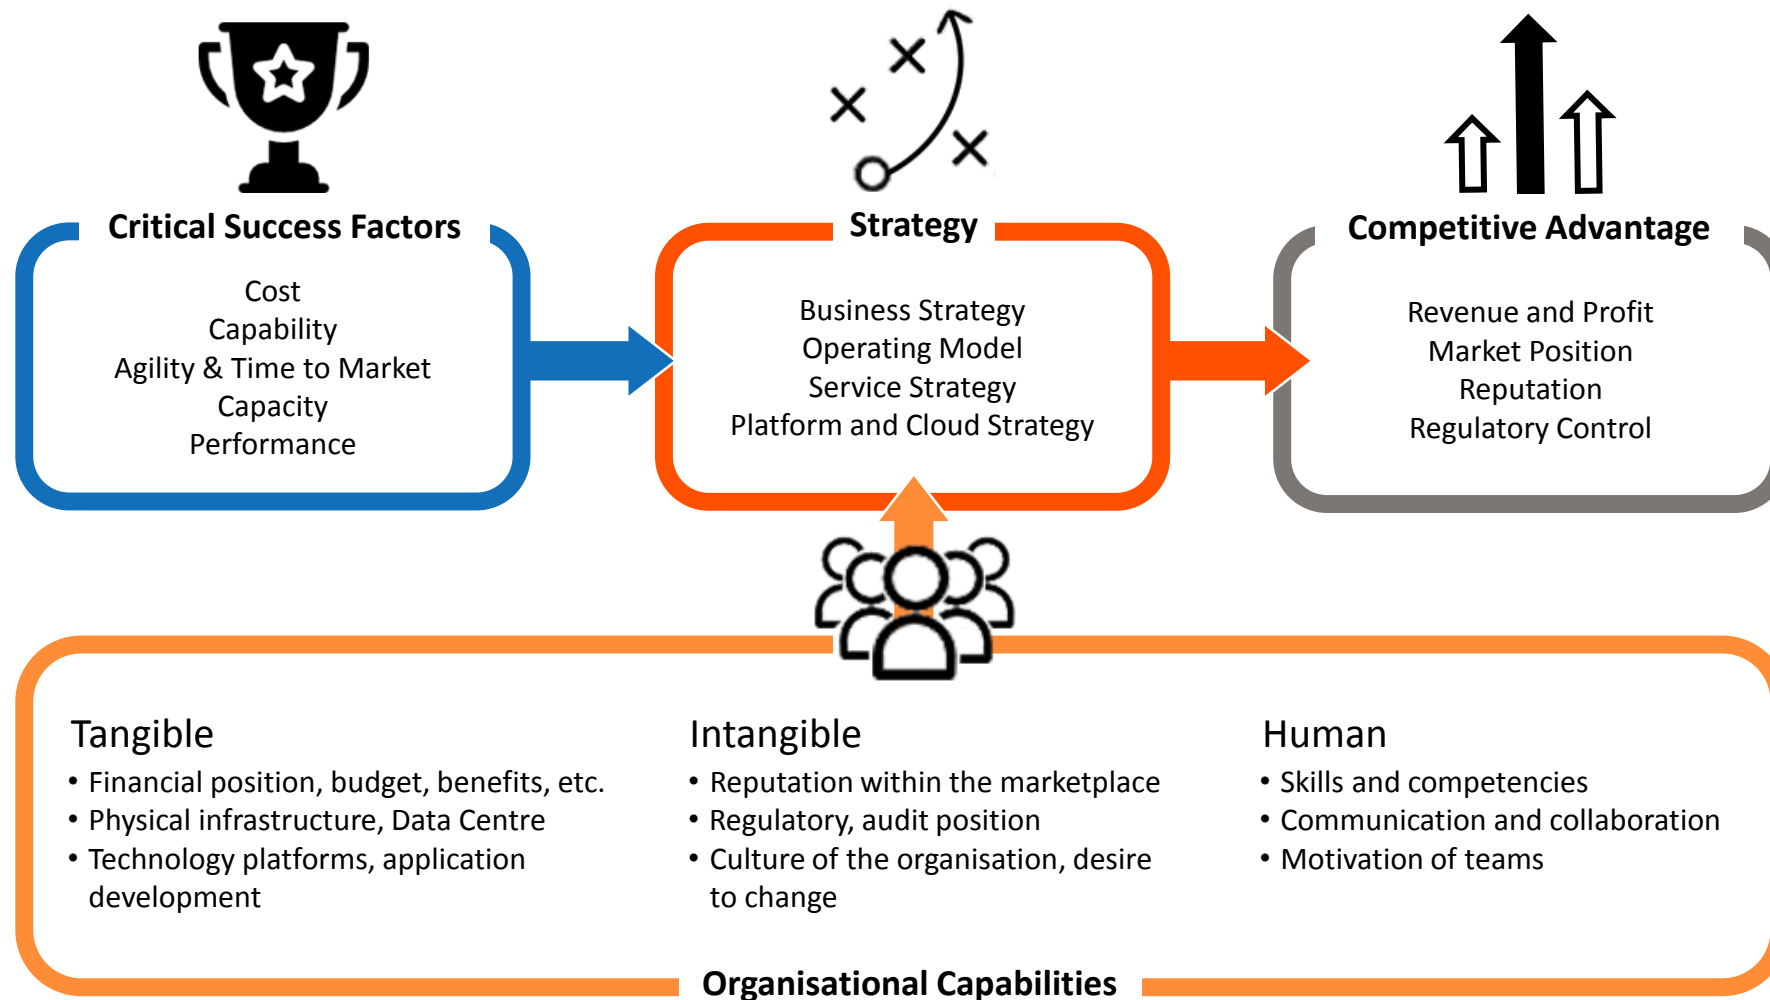 Critical Success Factors
Cost
Capability
Agility & Time to Market
Capacity
Performance
Strategy
Business Strategy
Operating Model
Service Strategy
Platform and Cloud Strategy
Competitive Advantage
Revenue and Profit
Market Position
Reputation
Regulatory Control
Tangible
• Financial position, budget, benefits, etc.
• Physical infrastructure, Data Centre
• Technology platforms, application
development
Intangible
• Reputation within the marketplace
• Regulatory, audit position
• Culture of the organisation, desire
to change
Human
• Skills and competencies
• Communication and collaboration
• Motivation of teams
Organisational Capabilities